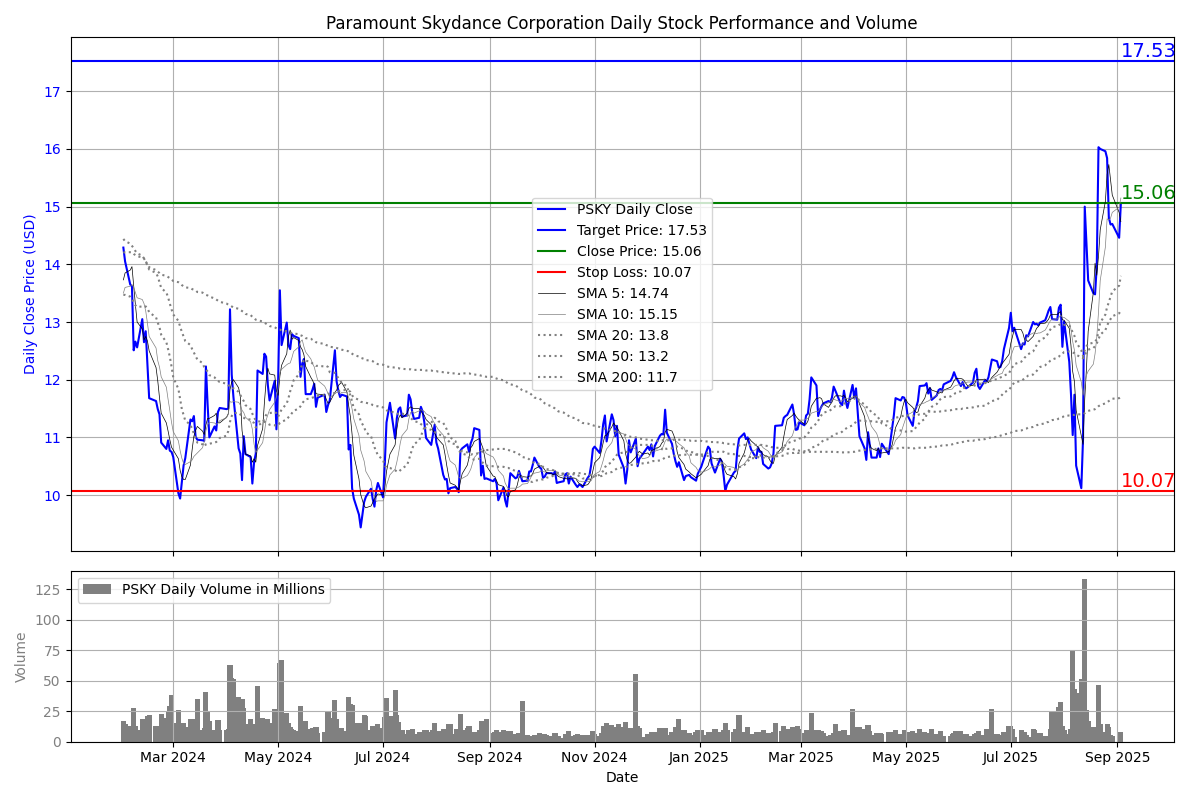 Paramount Skydance Corporation Daily Stock Performance and Volume
17.53
17
16
15.06
15
14
13
12
11
10.07
10
Daily Close Price (USD)
PSKY Daily Close
Target Price: 17.53
Close Price: 15.06
Stop Loss: 10.07
SMA 5: 14.74
SMA 10: 15.15
SMA 20: 13.8
SMA 50: 13.2
SMA 200: 11.7
PSKY Daily Volume in Millions
125
100
75
50
25
0
Volume
Mar 2024 May 2024 Jul 2024 Sep 2024 Nov 2024 Jan 2025 Mar 2025 May 2025 Jul 2025 Sep 2025
Date